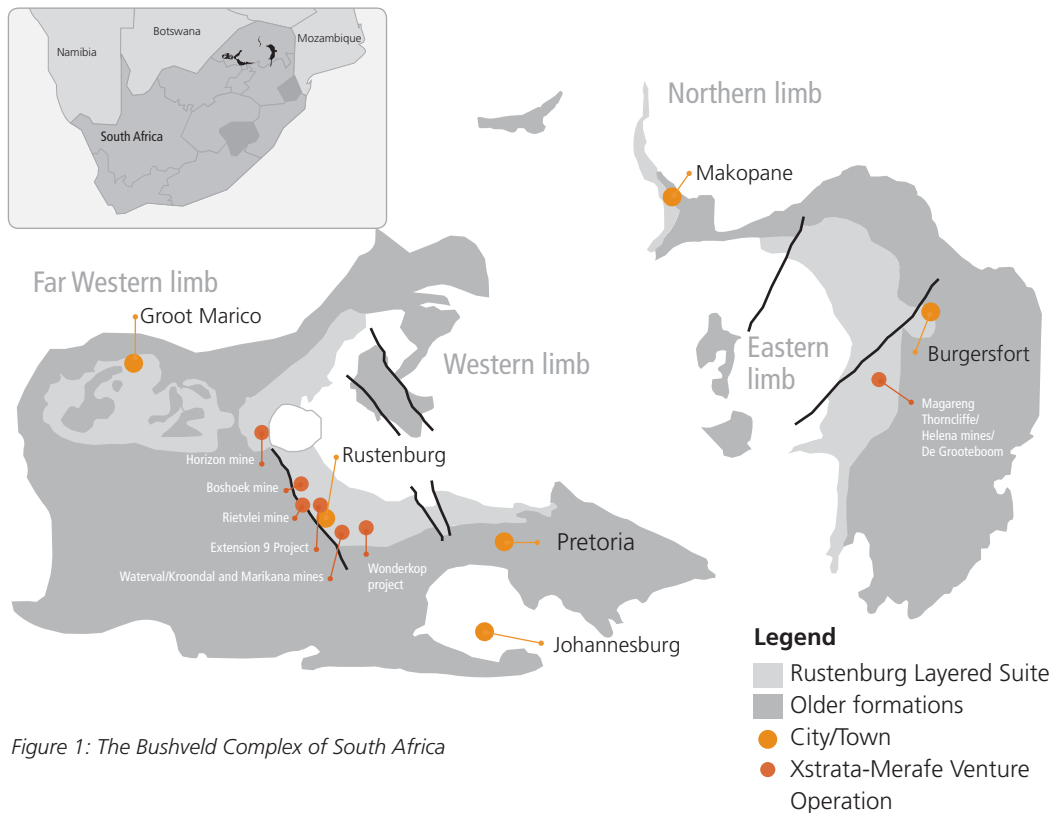 Botswana
Namibia
Mozambique
South Africa
Northern limb
Makopane
Far Western limb
Groot Marico
Western limb
Eastern
limb
Burgersfort
Magareng
Thorncliffe/
Helena mines/
De Grooteboom
Rustenburg
Horizon mine
Boshoek mine
Rietvlei mine
Extension 9 Project
Waterval/Kroondal and Marikana mines
Wonderkop
project
Pretoria
Johannesburg
Legend
Rustenburg Layered Suite
Older formations
City/Town
Xstrata-Merafe Venture
Operation
Figure 1: The Bushveld Complex of South Africa